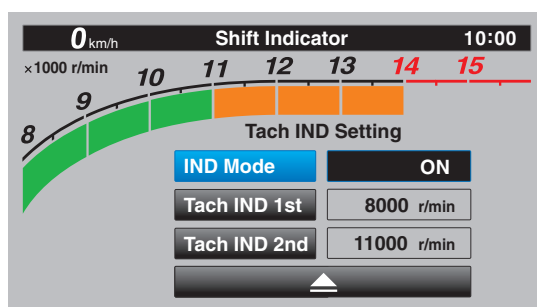 0 km/h Shift Indicator 10:00
×1000 r/min
8 9 10 11 12 13 14 15
Tach IND Setting
IND Mode ON
Tach IND 1st 8000 r/min
Tach IND 2nd 11000 r/min